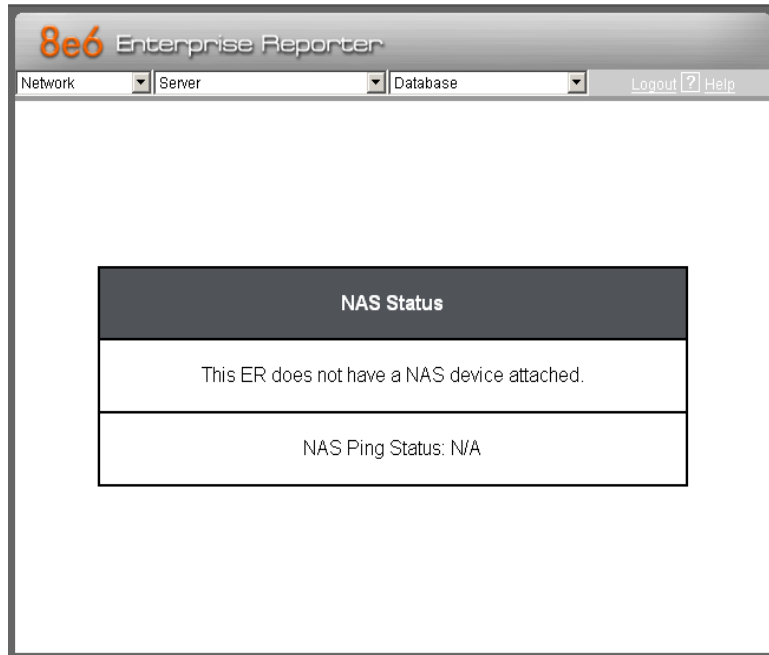 8e6 Enterprise Reporter
Network Server Database Logout ? Help
NAS Status
This ER does not have a NAS device attached.
NAS Ping Status: N/A